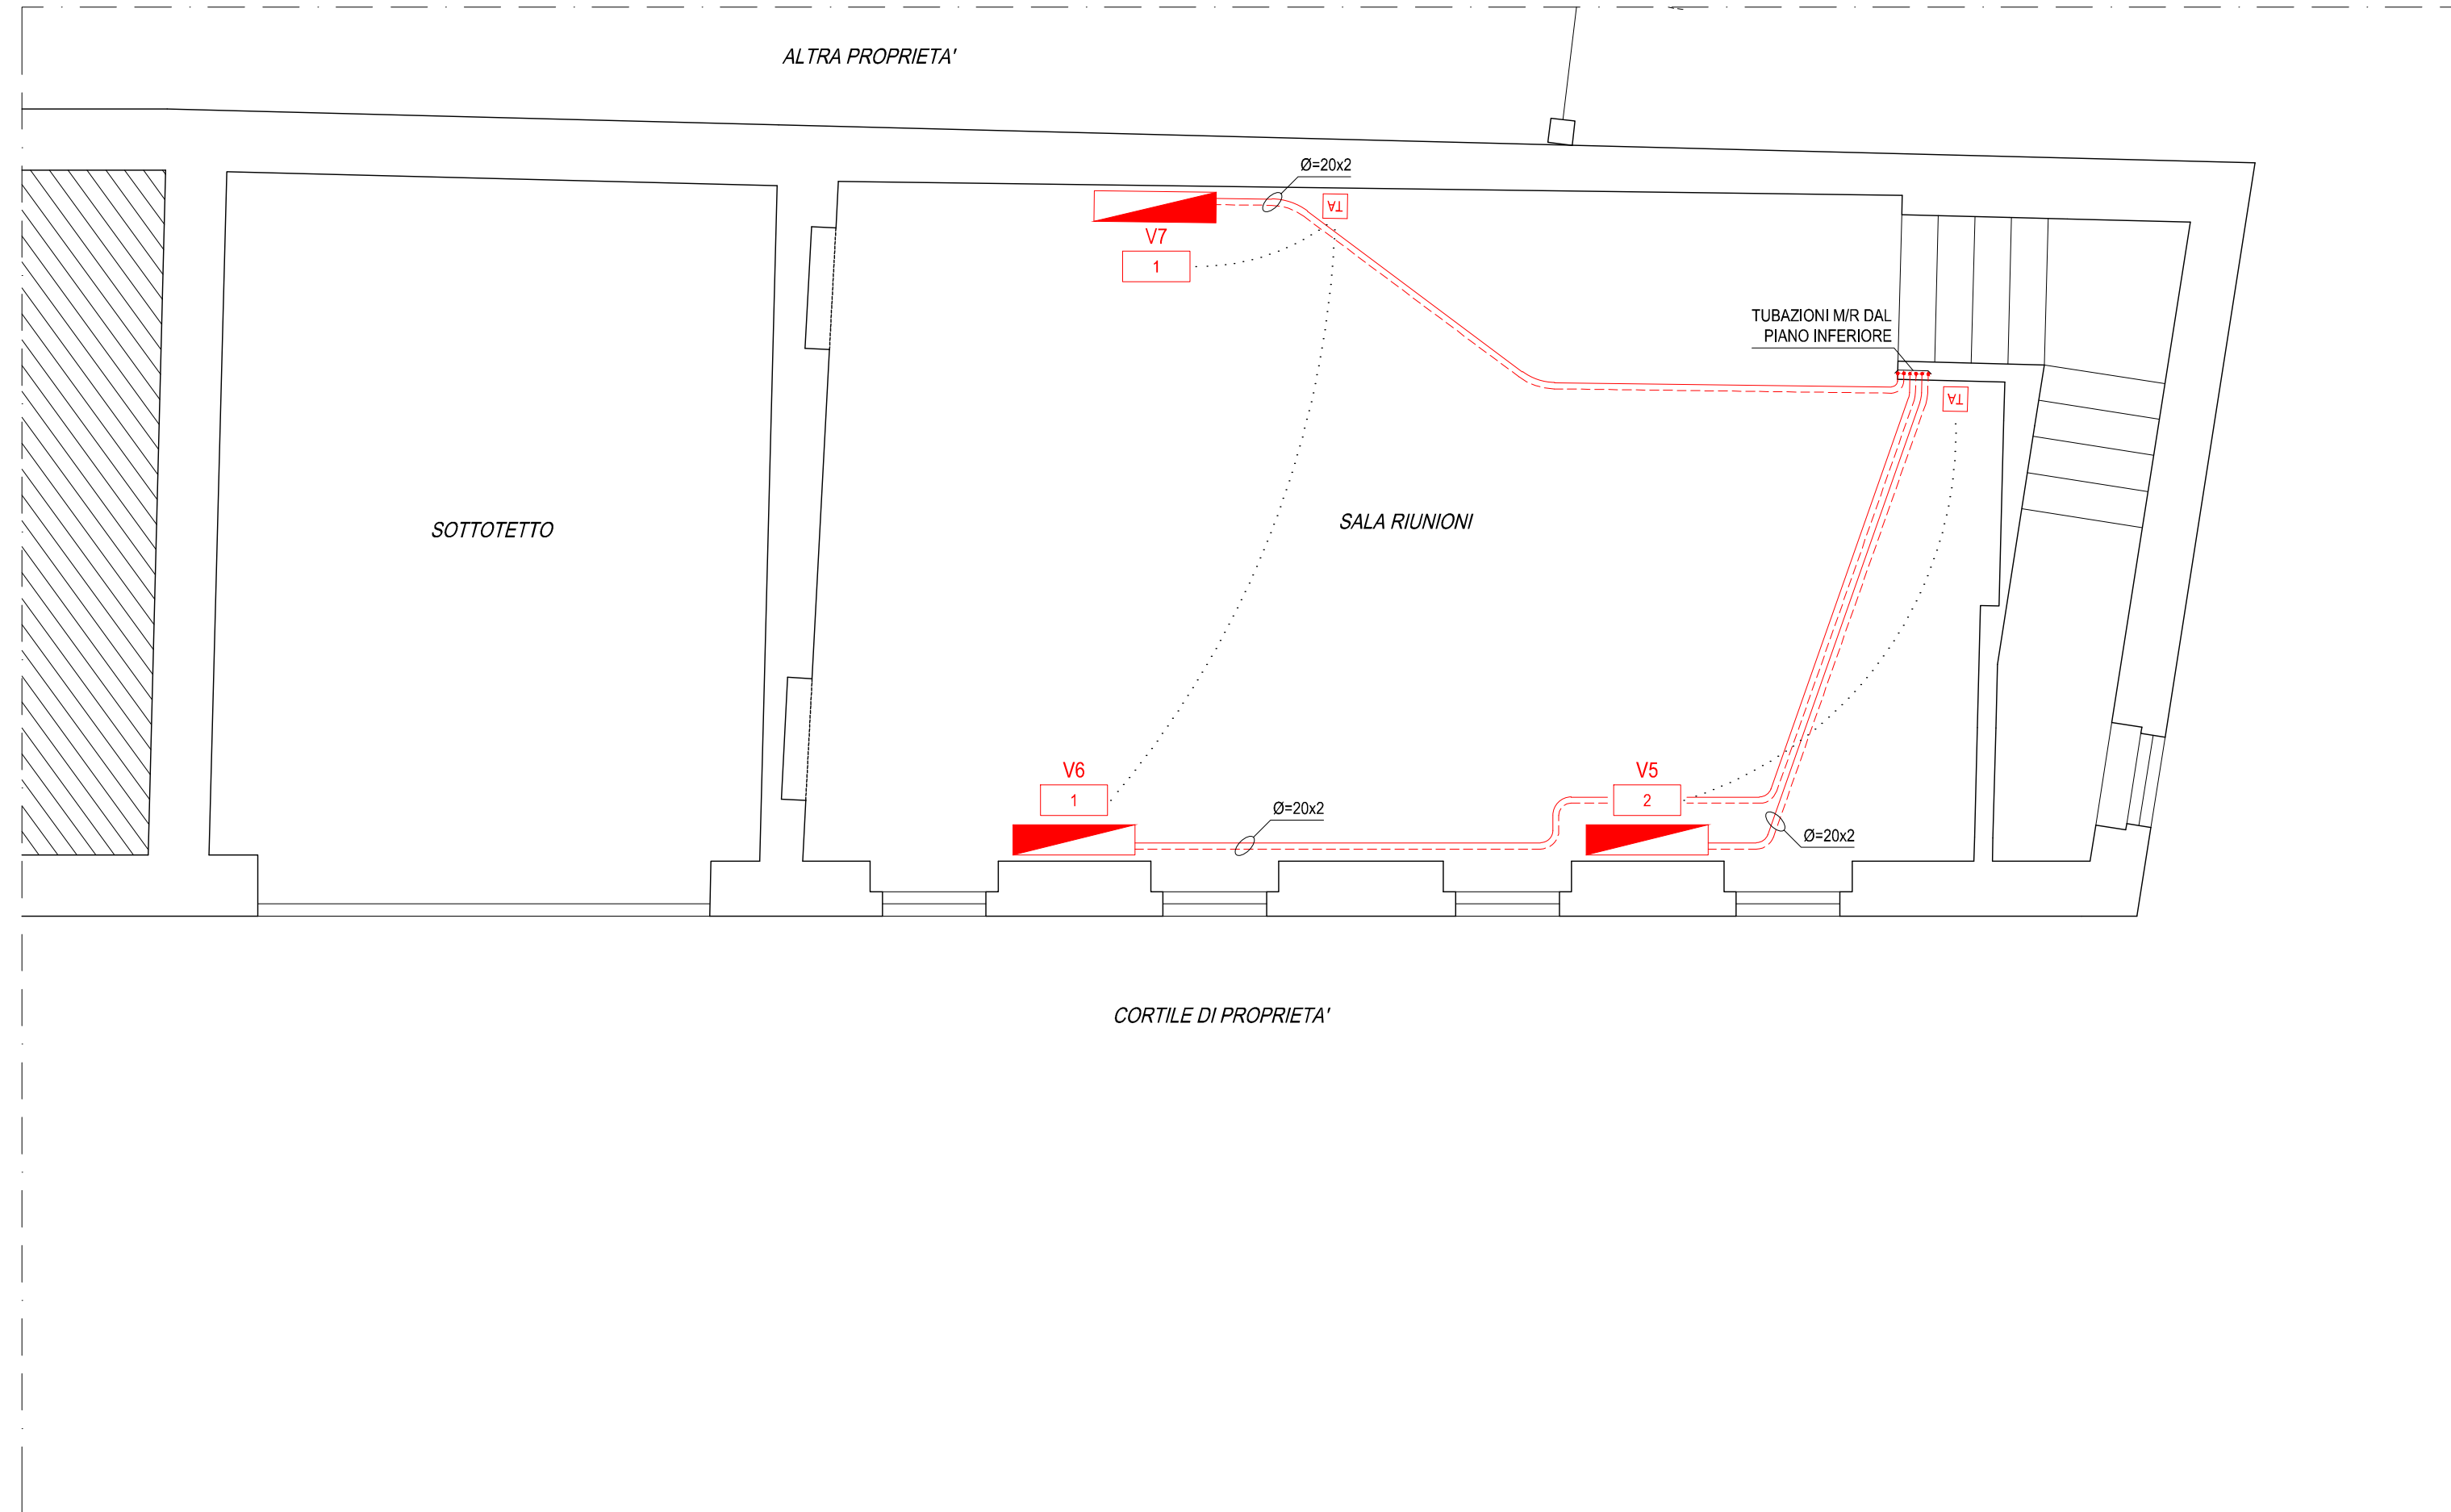 ALTRA PROPRIETA'
Ø=20x2
TA
V7
1
TUBAZIONI M/R DAL
PIANO INFERIORE
TA
SOTTOTETTO
SALA RIUNIONI
V6
1
V5
2
Ø=20x2
Ø=20x2
CORTILE DI PROPRIETA'